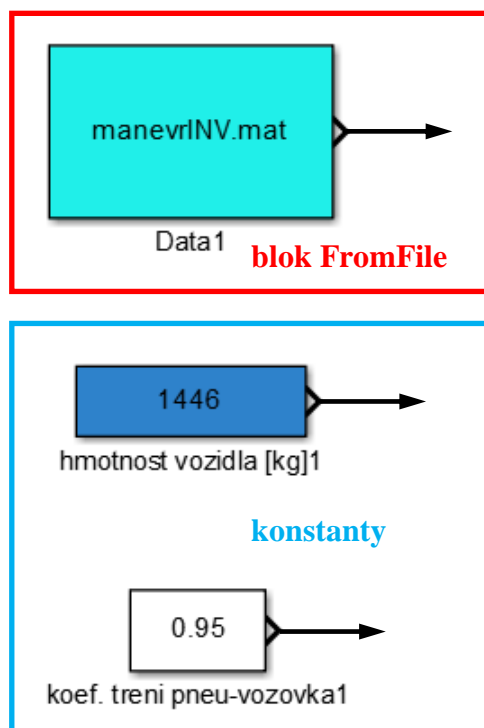 manevrINV.mat
Data1
blok FromFile
1446
hmotnost vozidla [kg]1
konstanty
0.95
koef. treni pneu-vozovka1